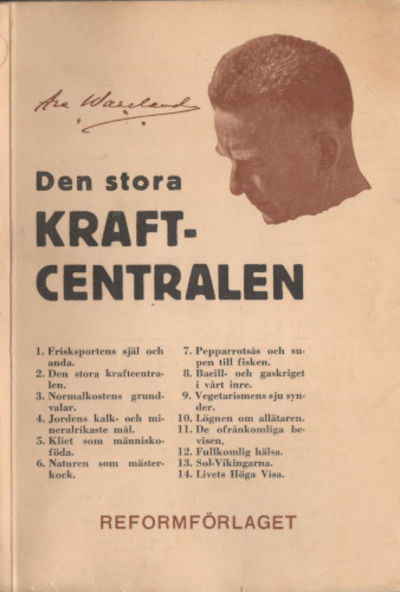 Are Waerland
Den stora
KRAFT-
CENTRALEN
1. Frisksportens själ och
anda.
2. Den stora kraftcentra-
len.
3. Normalkostens grund-
valar.
4. Jordens kalk- och mi-
neralrikaste mål.
5. Kliet som människo-
föda.
6. Naturen som mäster-
kock.
7. Pepparrotsås och su-
pen till fisken.
8. Bacill- och gaskriget
i vårt inre.
9. Vegetarismens sju syn-
der.
10. Lögnen om allätaren.
11. De ofrånkomliga be-
visen.
12. Fullkomlig hälsa.
13. Sol-Vikingarna.
14. Livets Höga Visa.
REFORMFÖRLAGET